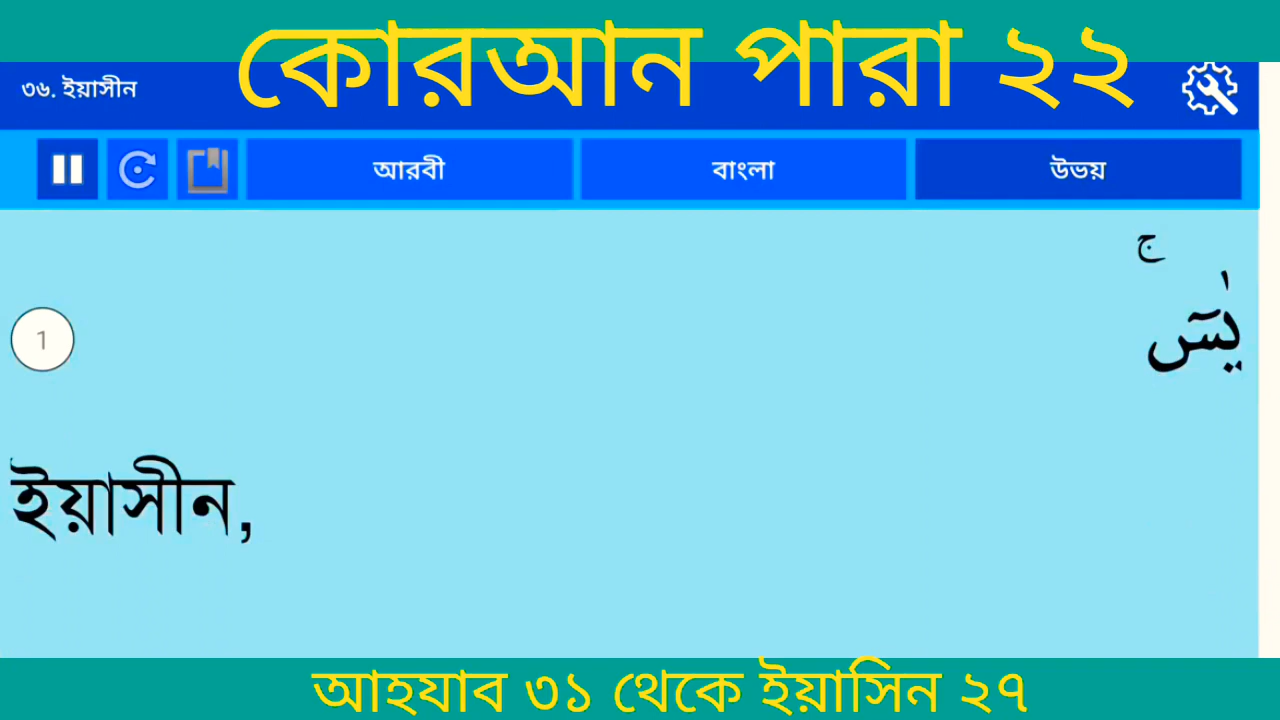 কোরআন পারা ২২
৩৬. ইয়াসীন
আরবী
বাংলা
উভয়
يٰسٓ ۚ
1
ইয়াসীন,
আহযাব ৩১ থেকে ইয়াসিন ২৭